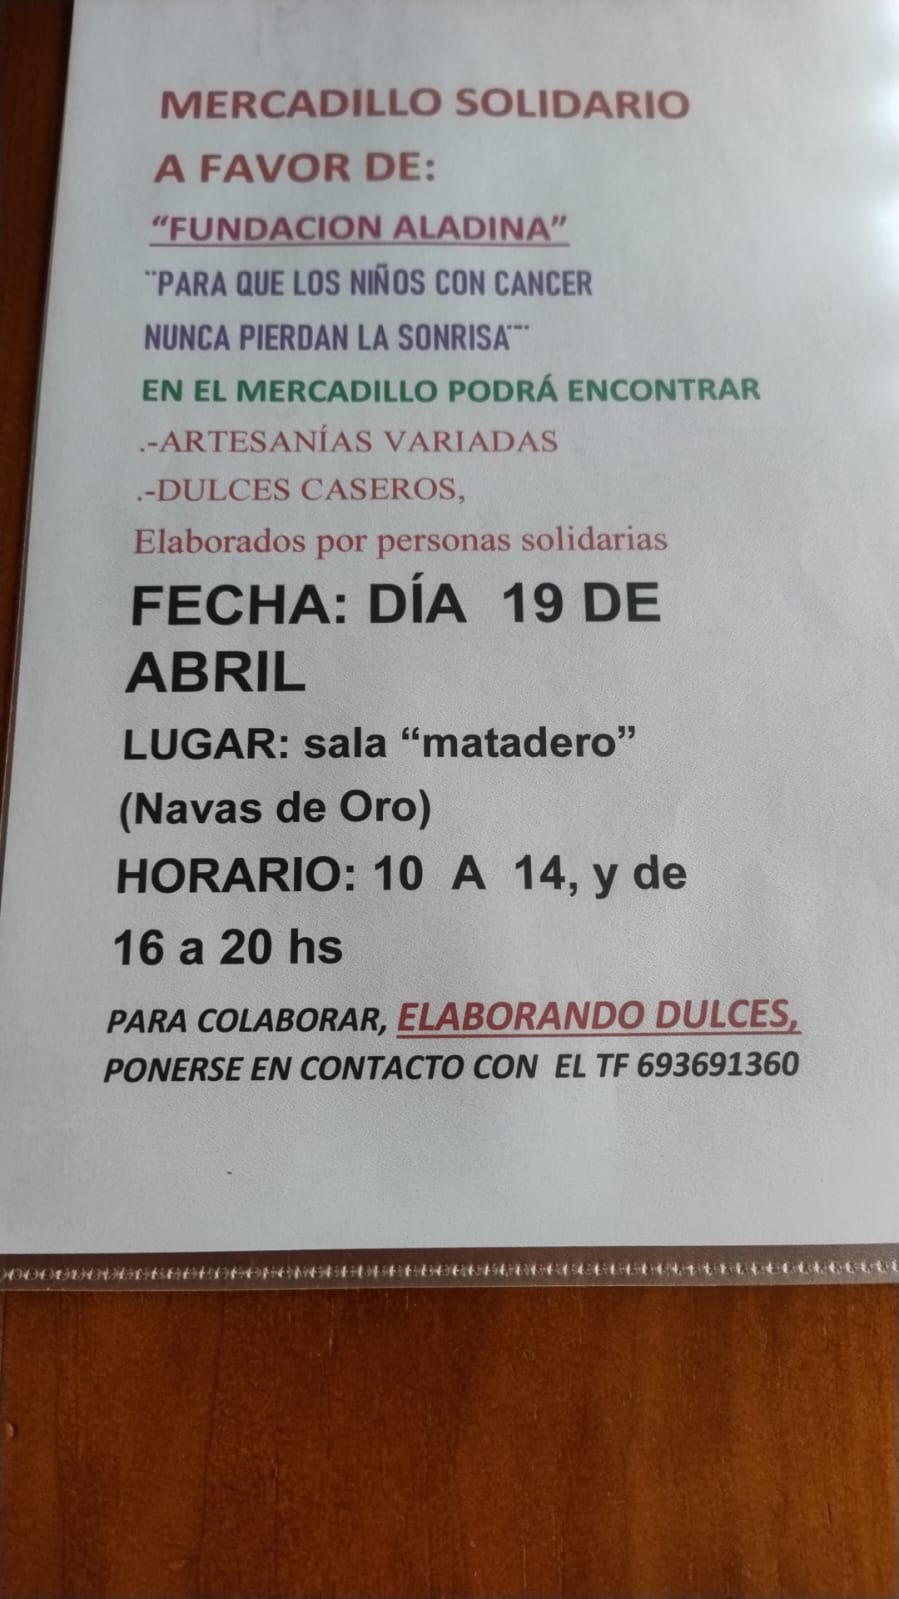 MERCADILLO SOLIDARIO
A FAVOR DE:
“FUNDACION ALADINA”
¨PARA QUE LOS NIÑOS CON CANCER
NUNCA PIERDAN LA SONRISA¨¨
EN EL MERCADILLO PODRÁ ENCONTRAR
.-ARTESANÍAS VARIADAS
.-DULCES CASEROS,
Elaborados por personas solidarias
FECHA: DÍA 19 DE
ABRIL
LUGAR: sala “matadero”
(Navas de Oro)
HORARIO: 10 A 14, y de
16 a 20 hs
PARA COLABORAR, ELABORANDO DULCES,
PONERSE EN CONTACTO CON EL TF 693691360